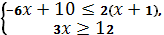 {-6x + 10 ≤ 2(x + 1),
3x ≥ 12